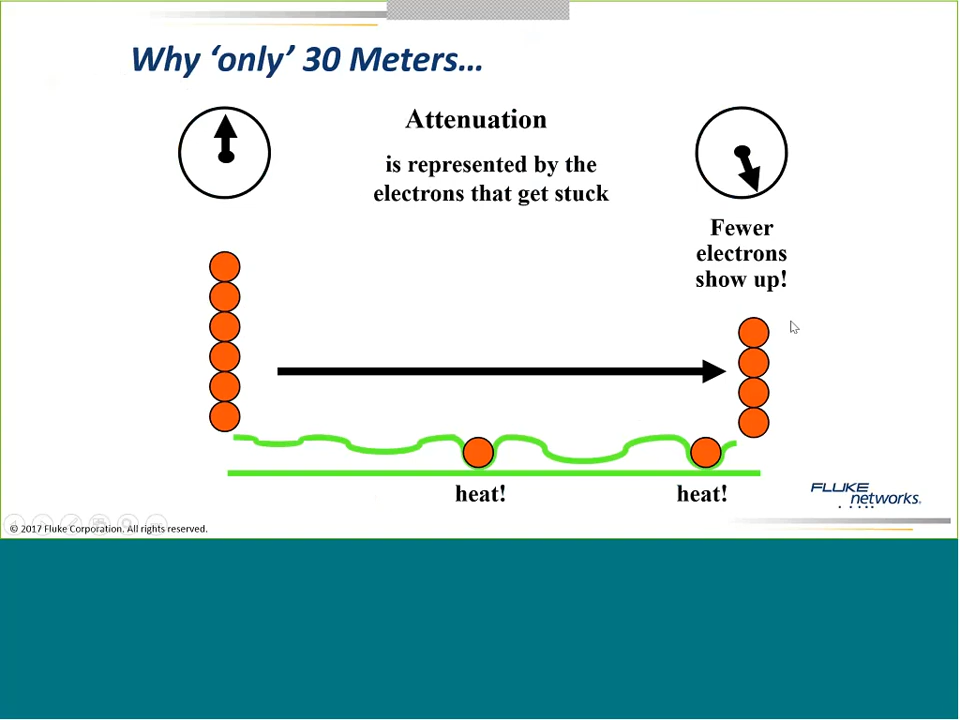 Why ‘only’ 30 Meters…
Attenuation
is represented by the
electrons that get stuck
Fewer
electrons
show up!
heat!
heat!
FLUKE
networks.
© 2017 Fluke Corporation. All rights reserved.